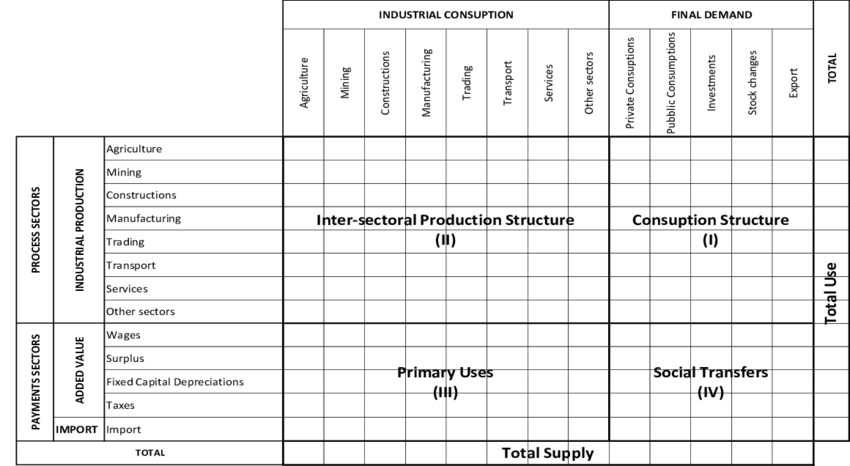 INDUSTRIAL CONSUPTION
FINAL DEMAND
TOTAL
Agriculture
Mining
Constructions
Manufacturing
Trading
Transport
Services
Other sectors
Private Consuptions
Pubblic Consumptions
Investments
Stock changes
Export
PROCESS SECTORS
INDUSTRIAL PRODUCTION
Agriculture
Mining
Constructions
Manufacturing
Trading
Transport
Services
Other sectors
Inter-sectoral Production Structure
(II)
Consuption Structure
(I)
Total Use
PAYMENTS SECTORS
ADDED VALUE
Wages
Surplus
Fixed Capital Depreciations
Taxes
Primary Uses
(III)
Social Transfers
(IV)
IMPORT
Import
TOTAL
Total Supply